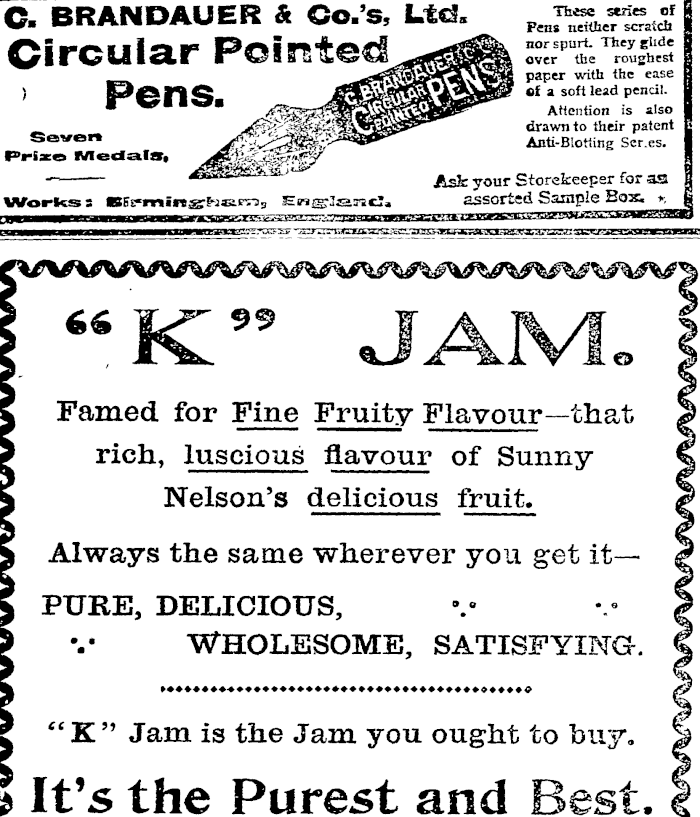 C. BRANDAUER & Co.'s, Ltd.
Circular Pointed
Pens.
Seven
Prize Medals,
Works: Birmingham, England.
C. BRANDAUER & Co's
CIRCULAR
POINTED
PENS
These series of
Pens neither scratch
nor spurt. They glide
over the roughest
paper with the ease
of a soft lead pencil.
Attention is also
drawn to their patent
Anti-Blotting Series.
Ask your Storekeeper for an
assorted Sample Box.
"K" JAM.
Famed for Fine Fruity Flavour—that
rich, luscious flavour of Sunny
Nelson's delicious fruit.
Always the same wherever you get it—
PURE, DELICIOUS,
WHOLESOME, SATISFYING.
"K" Jam is the Jam you ought to buy.
It's the Purest and Best.